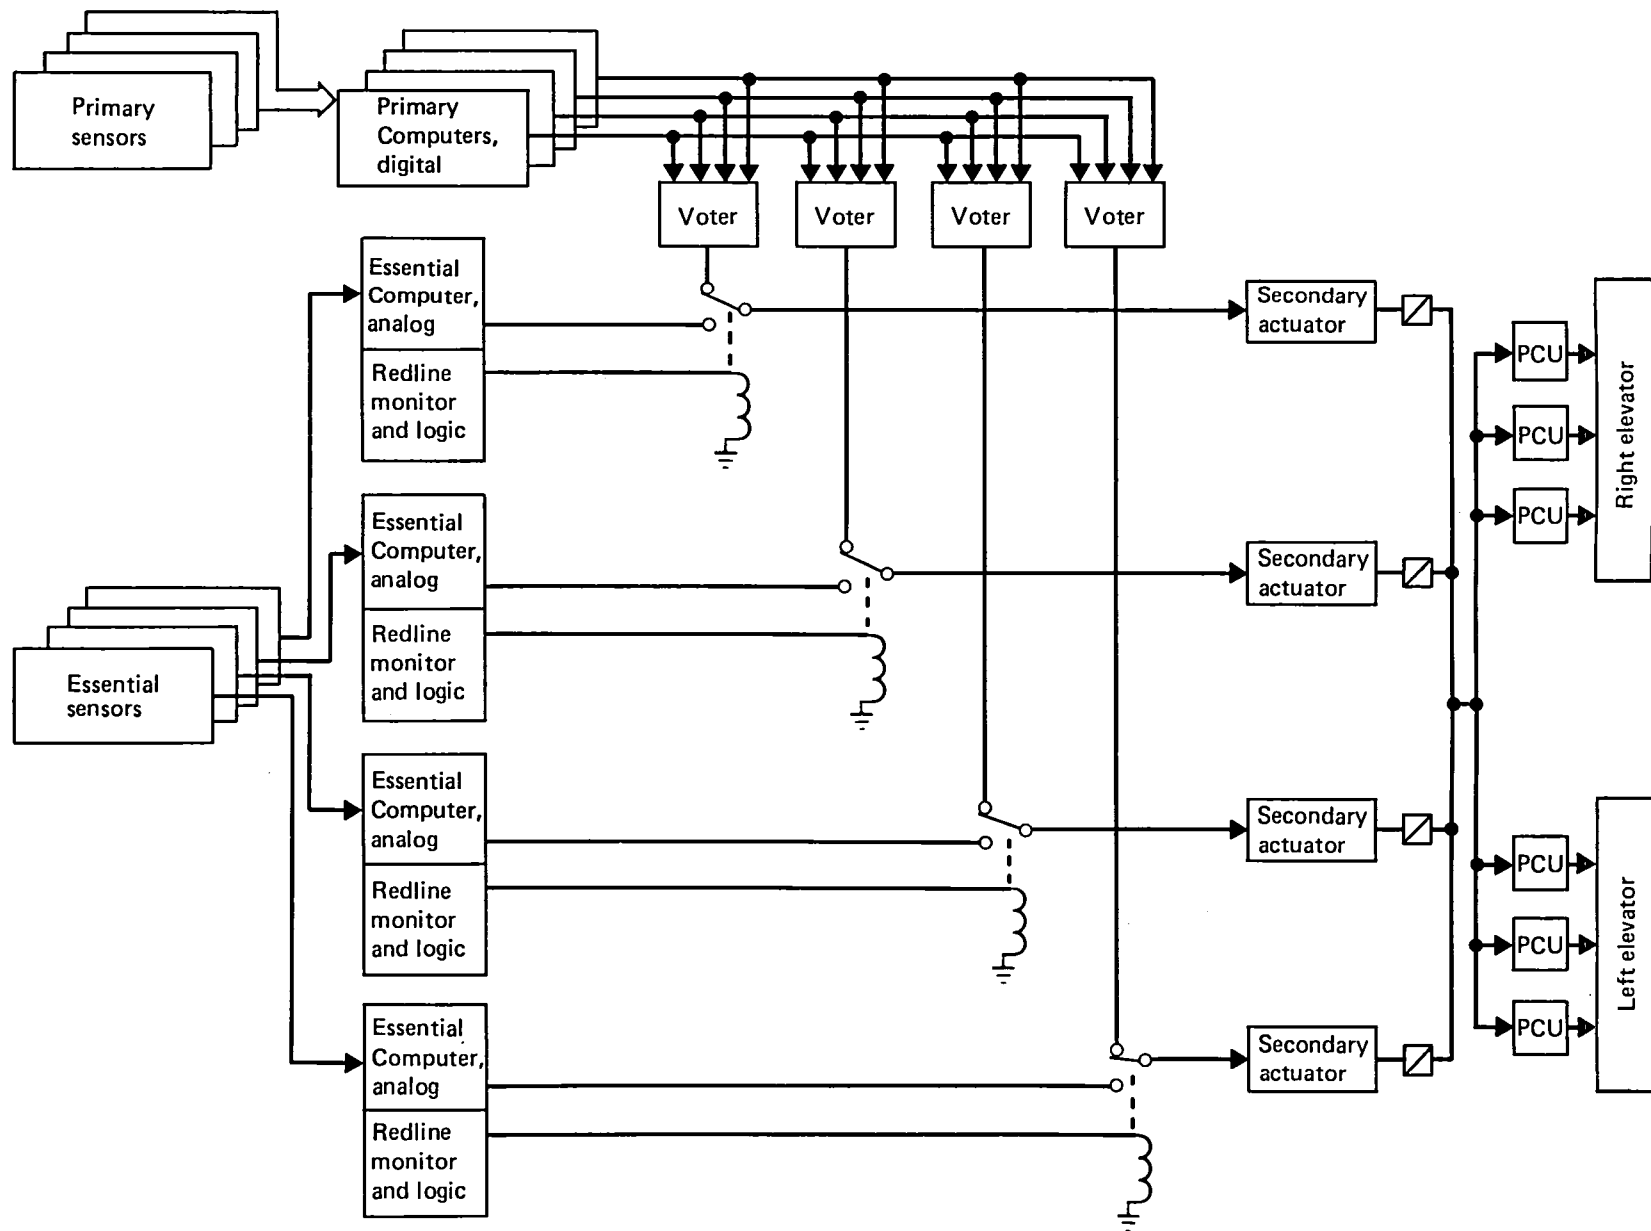 Primary
sensors
Primary
Computers,
digital
Voter
Voter
Voter
Voter
Essential
Computer,
analog
Redline
monitor
and logic
Secondary
actuator
PCU
PCU
PCU
Right elevator
Essential
Computer,
analog
Redline
monitor
and logic
Secondary
actuator
Essential
sensors
Essential
Computer,
analog
Redline
monitor
and logic
Secondary
actuator
PCU
PCU
PCU
Left elevator
Essential
Computer,
analog
Redline
monitor
and logic
Secondary
actuator